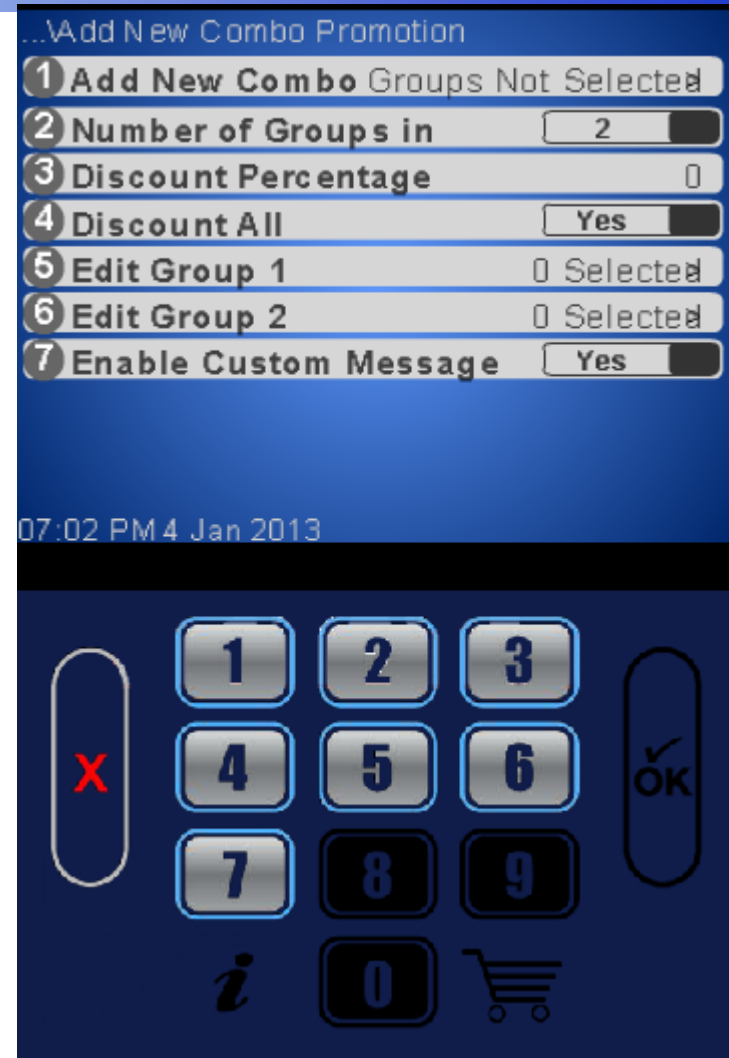 ...\Add New Combo Promotion
1 Add New Combo Groups Not Selected
2 Number of Groups in 2
3 Discount Percentage 0
4 Discount All Yes
5 Edit Group 1 0 Selected
6 Edit Group 2 0 Selected
7 Enable Custom Message Yes
07:02 PM 4 Jan 2013
1 2 3
X 4 5 6 OK
7 8 9
i 0